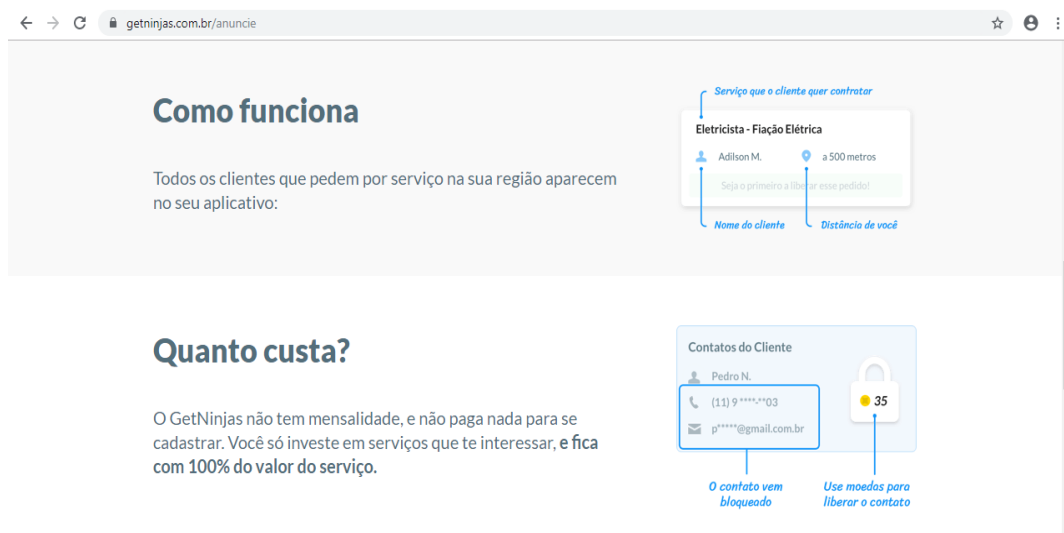 getninjas.com.br/anuncie
Como funciona
Todos os clientes que pedem por serviço na sua região aparecem
no seu aplicativo:
Serviço que o cliente quer contratar
Eletricista - Fiação Elétrica
Adilson M.
a 500 metros
Seja o primeiro a liberar esse pedido!
Nome do cliente
Distância de você
Quanto custa?
O GetNinjas não tem mensalidade, e não paga nada para se
cadastrar. Você só investe em serviços que te interessar, e fica
com 100% do valor do serviço.
Contatos do Cliente
Pedro N.
(11) 9 ****-**03
p*****@gmail.com.br
35
O contato vem
bloqueado
Use moedas para
liberar o contato